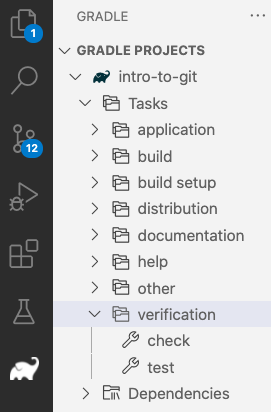 GRADLE
1
GRADLE PROJECTS
intro-to-git
Tasks
application
12
build
build setup
distribution
documentation
help
other
verification
check
test
Dependencies